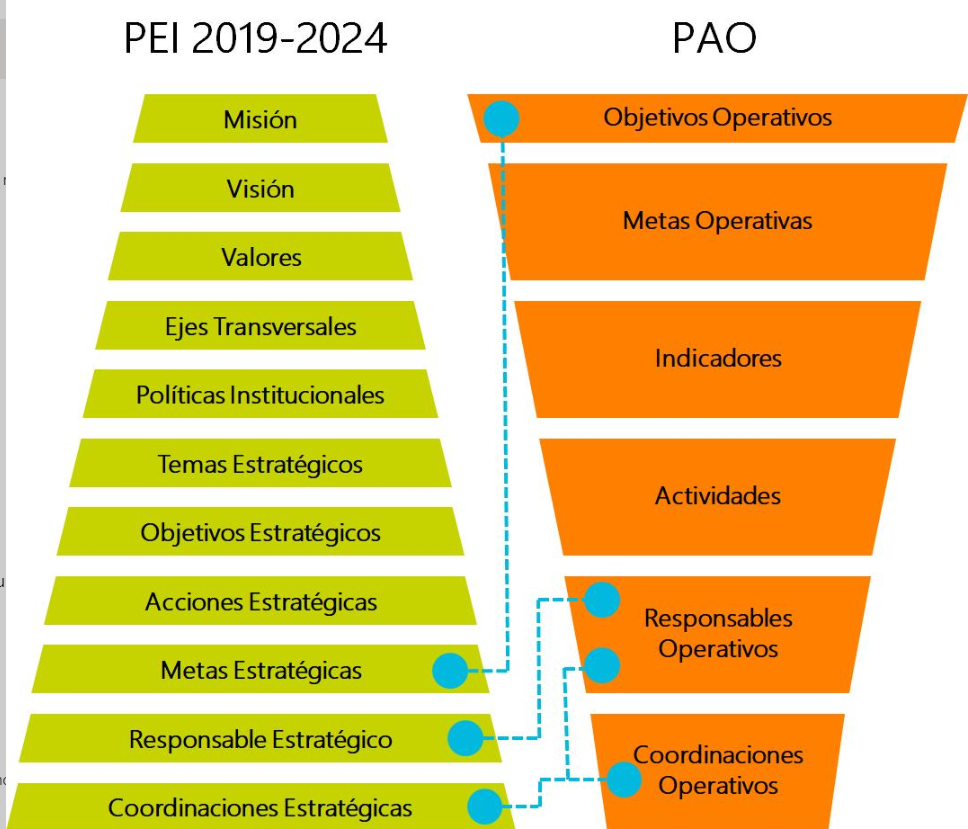 PEI 2019-2024
Misión
Visión
Valores
Ejes Transversales
Políticas Institucionales
Temas Estratégicos
Objetivos Estratégicos
Acciones Estratégicas
Metas Estratégicas
Responsable Estratégico
Coordinaciones Estratégicas
PAO
Objetivos Operativos
Metas Operativas
Indicadores
Actividades
Responsables
Operativos
Coordinaciones
Operativos